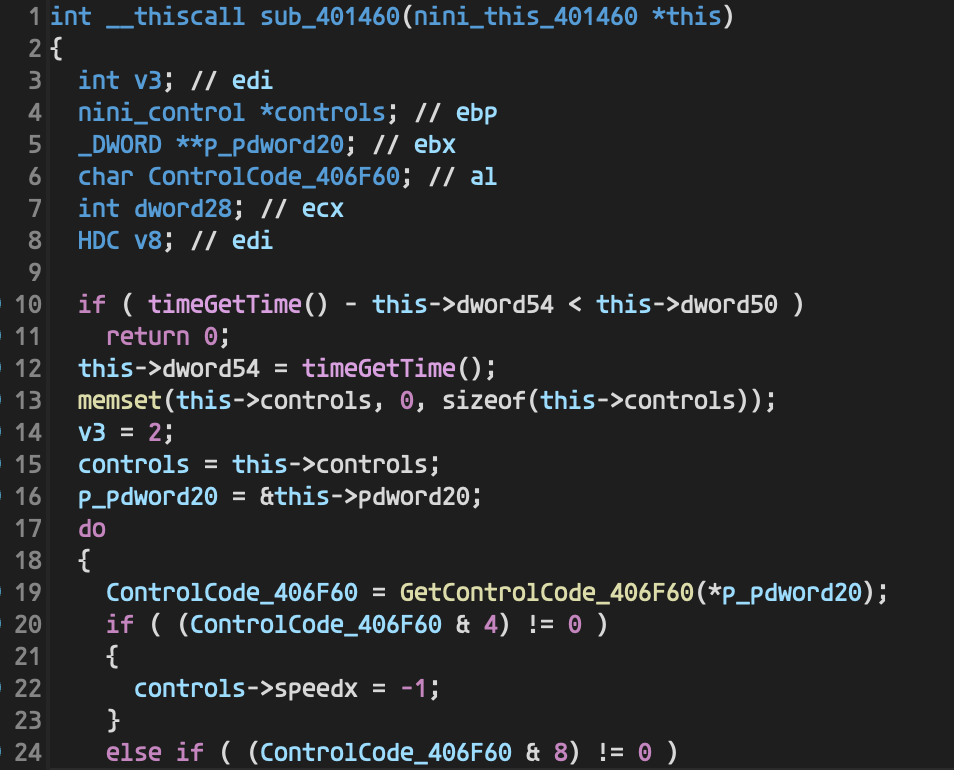 1 int __thiscall sub_401460(nini_this_401460 *this)
2 {
3   int v3; // edi
4   nini_control *controls; // ebp
5   _DWORD **p_pdword20; // ebx
6   char ControlCode_406F60; // al
7   int dword28; // ecx
8   HDC v8; // edi
9
10   if ( timeGetTime() - this->dword54 < this->dword50 )
11     return 0;
12   this->dword54 = timeGetTime();
13   memset(this->controls, 0, sizeof(this->controls));
14   v3 = 2;
15   controls = this->controls;
16   p_pdword20 = &this->pdword20;
17   do
18   {
19     ControlCode_406F60 = GetControlCode_406F60(*p_pdword20);
20     if ( (ControlCode_406F60 & 4) != 0 )
21     {
22       controls->speedx = -1;
23     }
24     else if ( (ControlCode_406F60 & 8) != 0 )